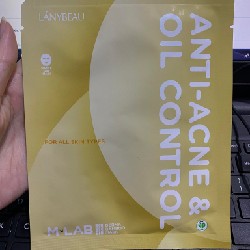 LANYBEAU
FOR ALL SKIN TYPES
ANTI-ACNE &
OIL CONTROL
M·LAB